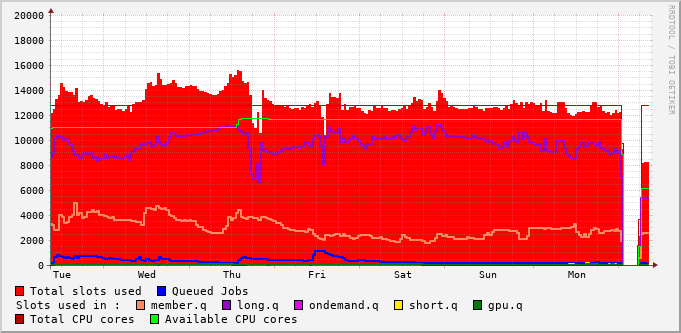 20000
18000
16000
14000
12000
10000
8000
6000
4000
2000
0
Tue Wed Thu Fri Sat Sun Mon
Total slots used Queued Jobs
Slots used in : member.q long.q ondemand.q short.q gpu.q
Total CPU cores Available CPU cores
RRDTOOL / TOBI OETIKER